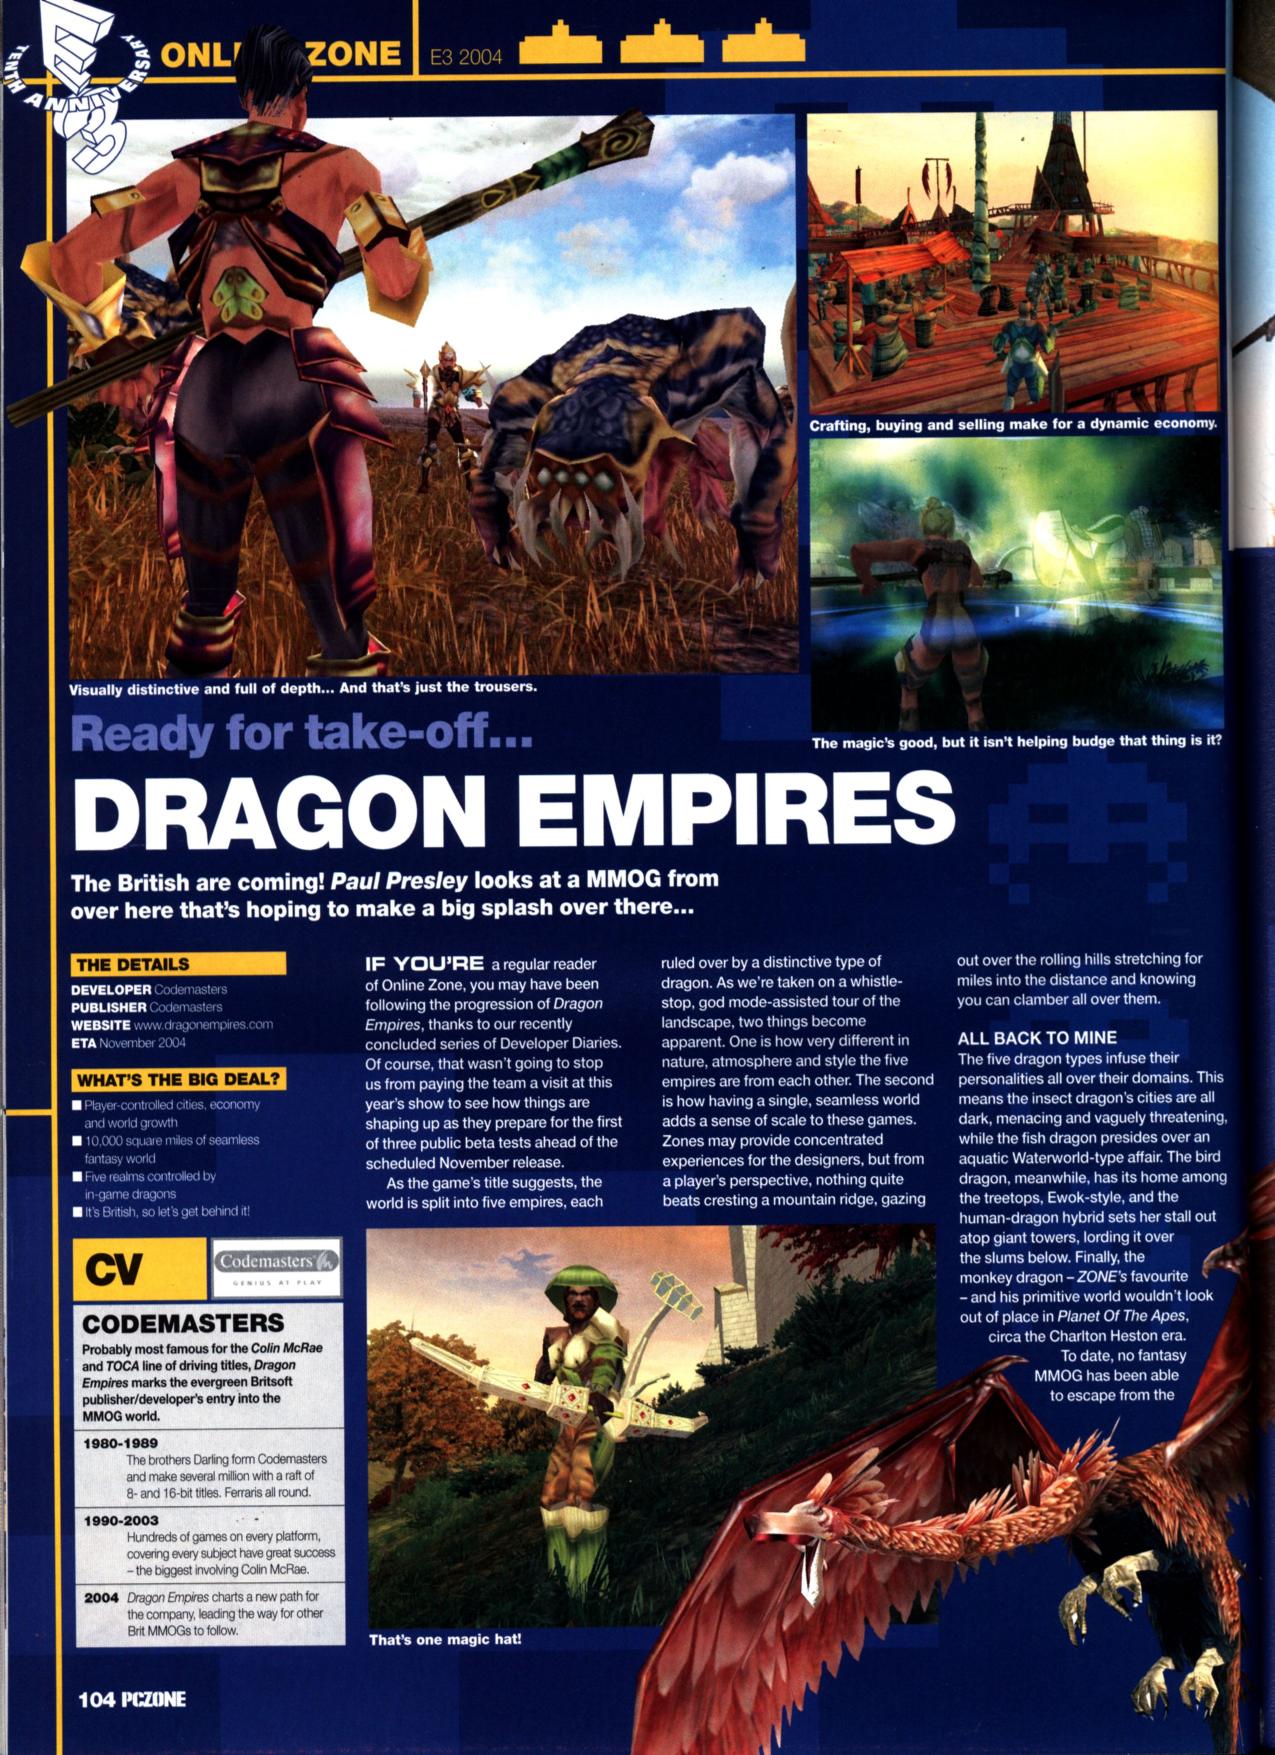 TENTH ANNIVERSARY
E3
ONL ZONE
E3 2004
Crafting, buying and selling make for a dynamic economy.
Visually distinctive and full of depth... And that's just the trousers.
The magic's good, but it isn't helping budge that thing is it?
Ready for take-off...
DRAGON EMPIRES
The British are coming! Paul Presley looks at a MMOG from
over here that's hoping to make a big splash over there...
THE DETAILS
DEVELOPER Codemasters
PUBLISHER Codemasters
WEBSITE www.dragonempires.com
ETA November 2004
WHAT'S THE BIG DEAL?
■ Player-controlled cities, economy
and world growth
■ 10,000 square miles of seamless
fantasy world
■ Five realms controlled by
in-game dragons
■ It's British, so let's get behind it!
CV
Codemasters
GENIUS AT PLAY
CODEMASTERS
Probably most famous for the Colin McRae
and TOCA line of driving titles, Dragon
Empires marks the evergreen Britsoft
publisher/developer's entry into the
MMOG world.
1980-1989
The brothers Darling form Codemasters
and make several million with a raft of
8- and 16-bit titles. Ferraris all round.
1990-2003
Hundreds of games on every platform,
covering every subject have great success
– the biggest involving Colin McRae.
2004 Dragon Empires charts a new path for
the company, leading the way for other
Brit MMOGs to follow.
IF YOU'RE a regular reader
of Online Zone, you may have been
following the progression of Dragon
Empires, thanks to our recently
concluded series of Developer Diaries.
Of course, that wasn't going to stop
us from paying the team a visit at this
year's show to see how things are
shaping up as they prepare for the first
of three public beta tests ahead of the
scheduled November release.
As the game's title suggests, the
world is split into five empires, each
ruled over by a distinctive type of
dragon. As we're taken on a whistle-
stop, god mode-assisted tour of the
landscape, two things become
apparent. One is how very different in
nature, atmosphere and style the five
empires are from each other. The second
is how having a single, seamless world
adds a sense of scale to these games.
Zones may provide concentrated
experiences for the designers, but from
a player's perspective, nothing quite
beats cresting a mountain ridge, gazing
out over the rolling hills stretching for
miles into the distance and knowing
you can clamber all over them.
ALL BACK TO MINE
The five dragon types infuse their
personalities all over their domains. This
means the insect dragon's cities are all
dark, menacing and vaguely threatening,
while the fish dragon presides over an
aquatic Waterworld-type affair. The bird
dragon, meanwhile, has its home among
the treetops, Ewok-style, and the
human-dragon hybrid sets her stall out
atop giant towers, lording it over
the slums below. Finally, the
monkey dragon – ZONE's favourite
– and his primitive world wouldn't look
out of place in Planet Of The Apes,
circa the Charlton Heston era.
To date, no fantasy
MMOG has been able
to escape from the
That's one magic hat!
104 PCZONE